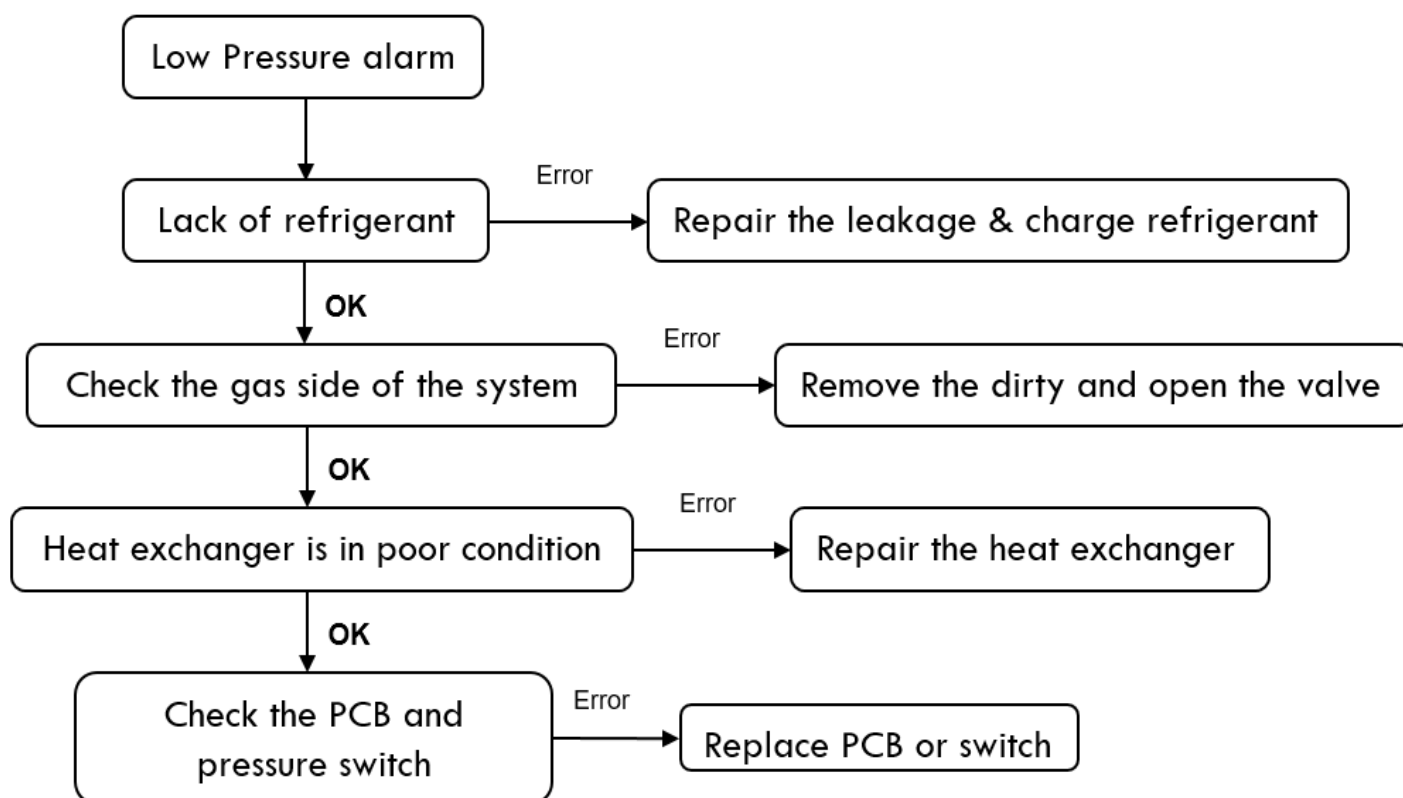 Low Pressure alarm
Error
Lack of refrigerant
Repair the leakage & charge refrigerant
OK
Error
Check the gas side of the system
Remove the dirty and open the valve
OK
Error
Heat exchanger is in poor condition
Repair the heat exchanger
OK
Error
Check the PCB and
pressure switch
Replace PCB or switch